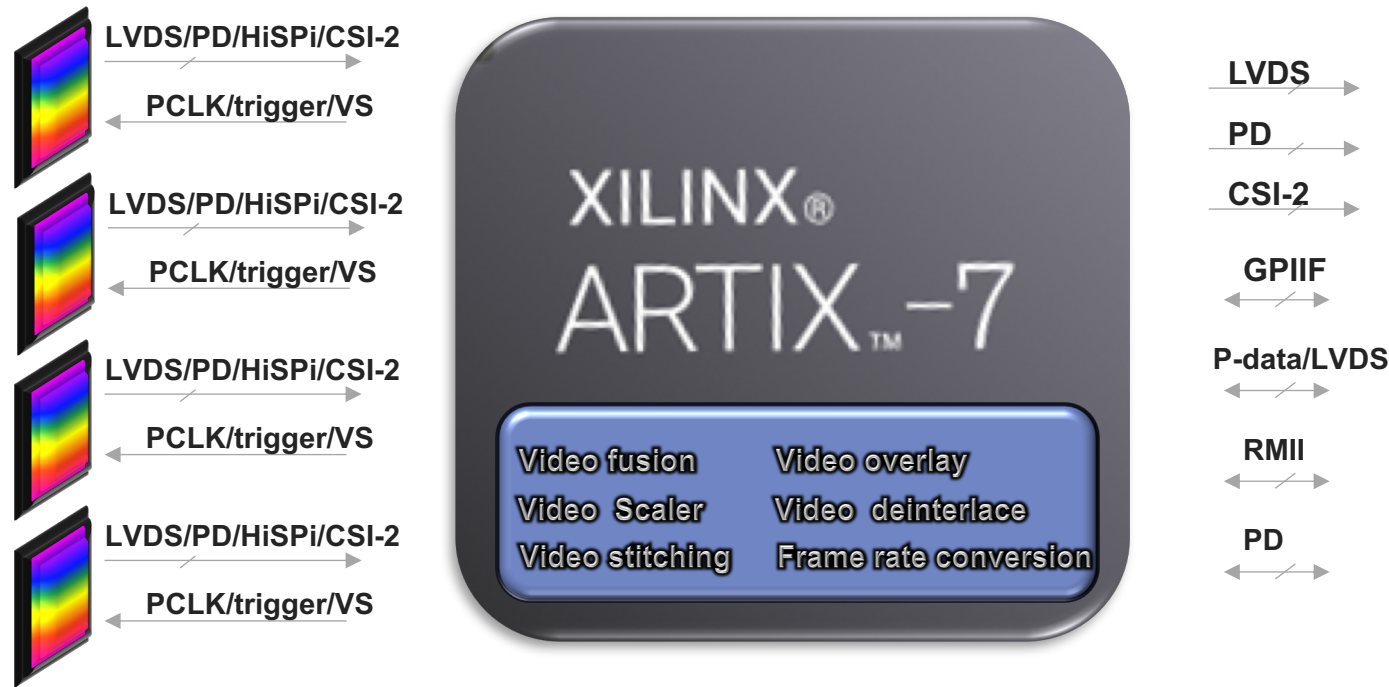 LVDS/PD/HiSPi/CSI-2
PCLK/trigger/VS
LVDS/PD/HiSPi/CSI-2
PCLK/trigger/VS
LVDS/PD/HiSPi/CSI-2
PCLK/trigger/VS
LVDS/PD/HiSPi/CSI-2
PCLK/trigger/VS
XILINX®
ARTIX™-7
Video fusion Video overlay
Video Scaler Video deinterlace
Video stitching Frame rate conversion
LVDS
PD
CSI-2
GPIIF
P-data/LVDS
RMII
PD